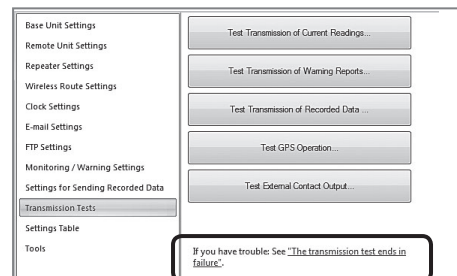 Base Unit Settings
Remote Unit Settings
Repeater Settings
Wireless Route Settings
Clock Settings
E-mail Settings
FTP Settings
Monitoring / Warning Settings
Settings for Sending Recorded Data
Transmission Tests
Settings Table
Tools
Test Transmission of Current Readings...
Test Transmission of Warning Reports...
Test Transmission of Recorded Data ...
Test GPS Operation...
Test External Contact Output...
If you have trouble: See "The transmission test ends in
failure".